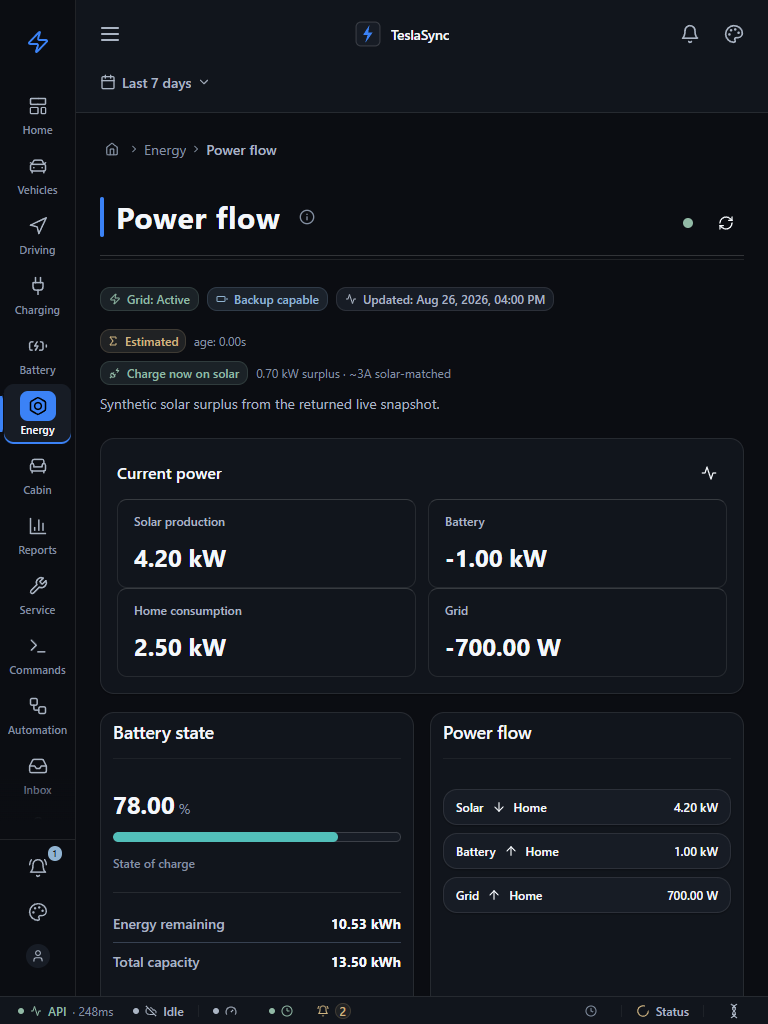 TeslaSync
Last 7 days
Home
Vehicles
Driving
Charging
Battery
Energy
Cabin
Reports
Service
Commands
Automation
Inbox
1
Energy
Power flow
Power flow
Grid: Active
Backup capable
Updated: Aug 26, 2026, 04:00 PM
Estimated
age: 0.00s
Charge now on solar
0.70 kW surplus · ~3A solar-matched
Synthetic solar surplus from the returned live snapshot.
Current power
Solar production
4.20 kW
Battery
-1.00 kW
Home consumption
2.50 kW
Grid
-700.00 W
Battery state
78.00 %
State of charge
Energy remaining 10.53 kWh
Total capacity 13.50 kWh
Power flow
Solar ↓ Home 4.20 kW
Battery ↑ Home 1.00 kW
Grid ↑ Home 700.00 W
API · 248ms
Idle
2
Status